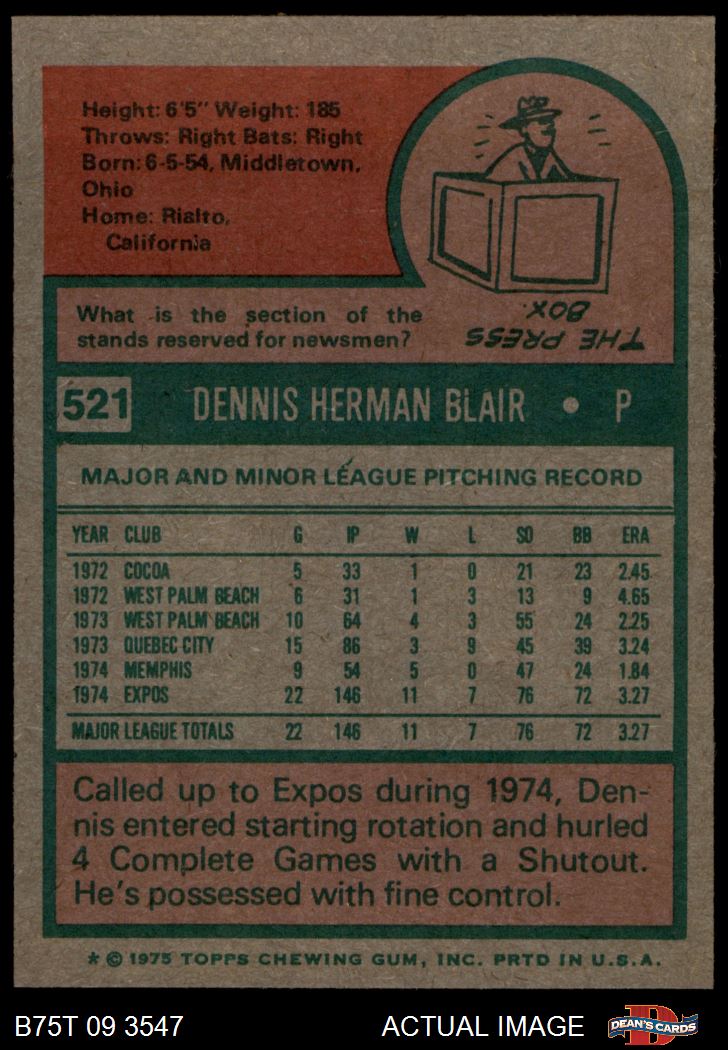 Height: 6'5" Weight: 185
Throws: Right Bats: Right
Born: 6-5-54, Middletown,
Ohio
Home: Rialto,
California
What is the section of the
stands reserved for newsmen?
THE PRESS
BOX
521 DENNIS HERMAN BLAIR • P
MAJOR AND MINOR LEAGUE PITCHING RECORD
YEAR CLUB G IP W L SO BB ERA
1972 COCOA 5 33 1 0 21 23 2.45
1972 WEST PALM BEACH 6 31 1 3 13 9 4.65
1973 WEST PALM BEACH 10 64 4 3 55 24 2.25
1973 QUEBEC CITY 15 86 3 9 45 39 3.24
1974 MEMPHIS 9 54 5 0 47 24 1.84
1974 EXPOS 22 146 11 7 76 72 3.27
MAJOR LEAGUE TOTALS 22 146 11 7 76 72 3.27
Called up to Expos during 1974, Den-
nis entered starting rotation and hurled
4 Complete Games with a Shutout.
He's possessed with fine control.
* © 1975 TOPPS CHEWING GUM, INC. PRTD IN U.S.A.
B75T 09 3547 ACTUAL IMAGE DEAN'S CARDS